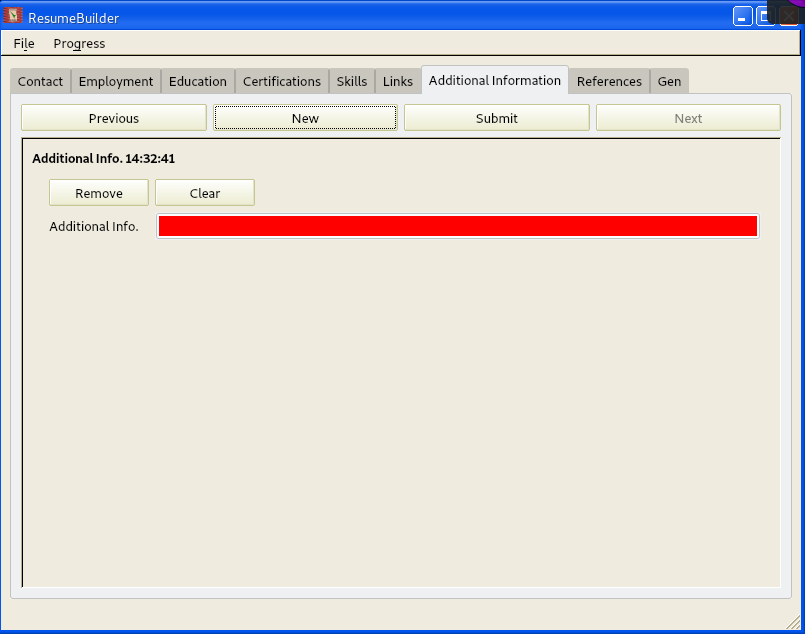 ResumeBuilder
File Progress
Contact Employment Education Certifications Skills Links Additional Information References Gen
Previous New Submit Next
Additional Info. 14:32:41
Remove Clear
Additional Info.